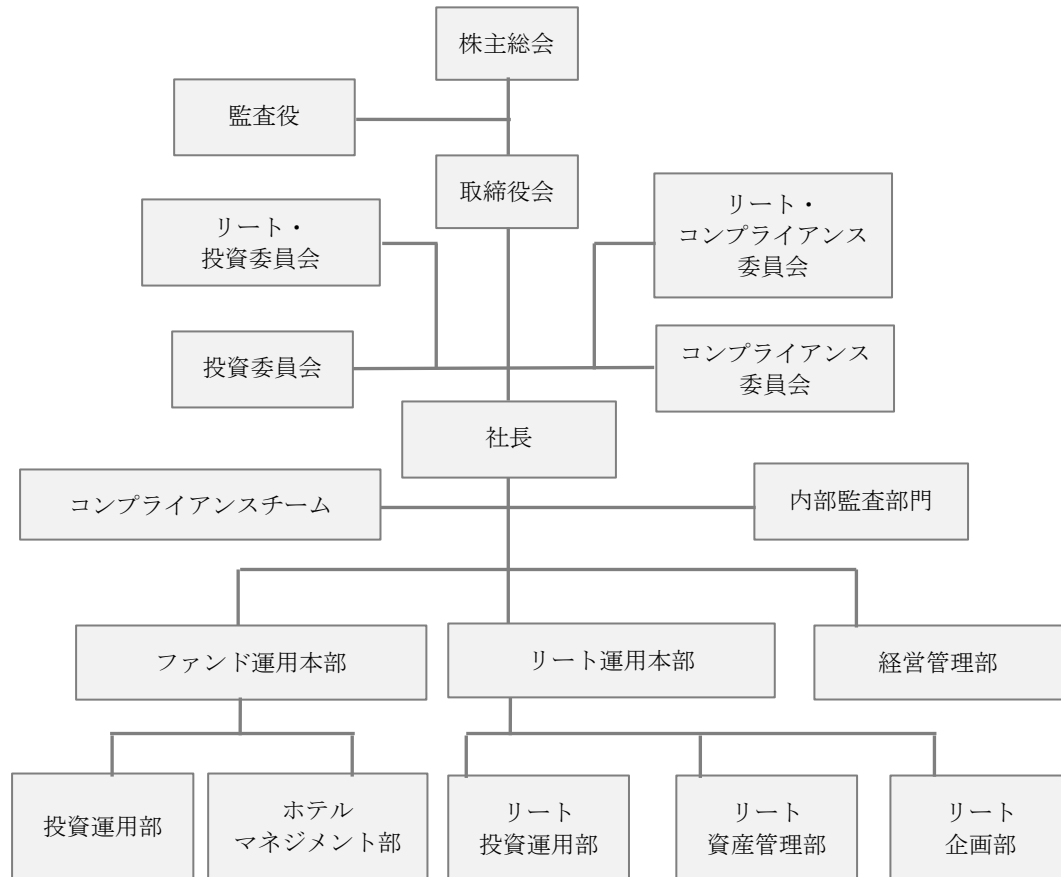 株主総会
監査役
取締役会
リート・
投資委員会
リート・
コンプライアンス
委員会
投資委員会
コンプライアンス
委員会
社長
コンプライアンスチーム
内部監査部門
ファンド運用本部
リート運用本部
経営管理部
投資運用部
ホテル
マネジメント部
リート
投資運用部
リート
資産管理部
リート
企画部